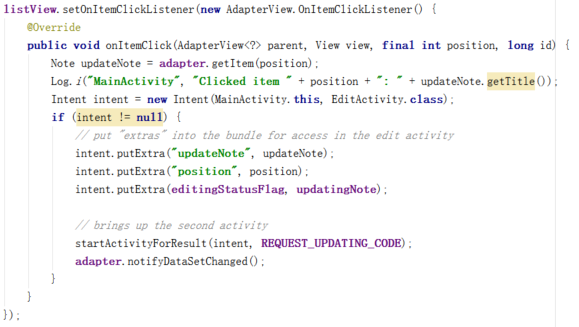 listView.setOnItemClickListener(new AdapterView.OnItemClickListener() {
@Override
public void onItemClick(AdapterView<?> parent, View view, final int position, long id) {
Note updateNote = adapter.getItem(position);
Log.i("MainActivity", "Clicked item " + position + ": " + updateNote.getTitle());
Intent intent = new Intent(MainActivity.this, EditActivity.class);
if (intent != null) {
// put "extras" into the bundle for access in the edit activity
intent.putExtra("updateNote", updateNote);
intent.putExtra("position", position);
intent.putExtra(editingStatusFlag, updatingNote);
// brings up the second activity
startActivityForResult(intent, REQUEST_UPDATING_CODE);
adapter.notifyDataSetChanged();
}
}
});